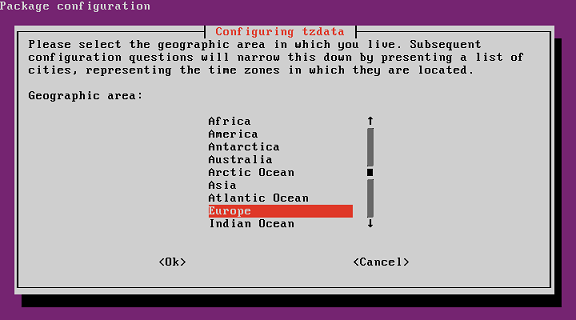 Package configuration
Configuring tzdata
Please select the geographic area in which you live. Subsequent
configuration questions will narrow this down by presenting a list of
cities, representing the time zones in which they are located.
Geographic area:
Africa
America
Antarctica
Australia
Arctic Ocean
Asia
Atlantic Ocean
Europe
Indian Ocean
<Ok> <Cancel>